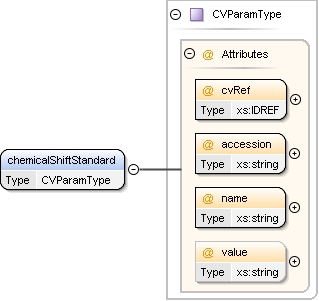 CVParamType
@ Attributes
@ cvRef
Type xs:IDREF
@ accession
Type xs:string
chemicalShiftStandard
Type CVParamType
@ name
Type xs:string
@ value
Type xs:string